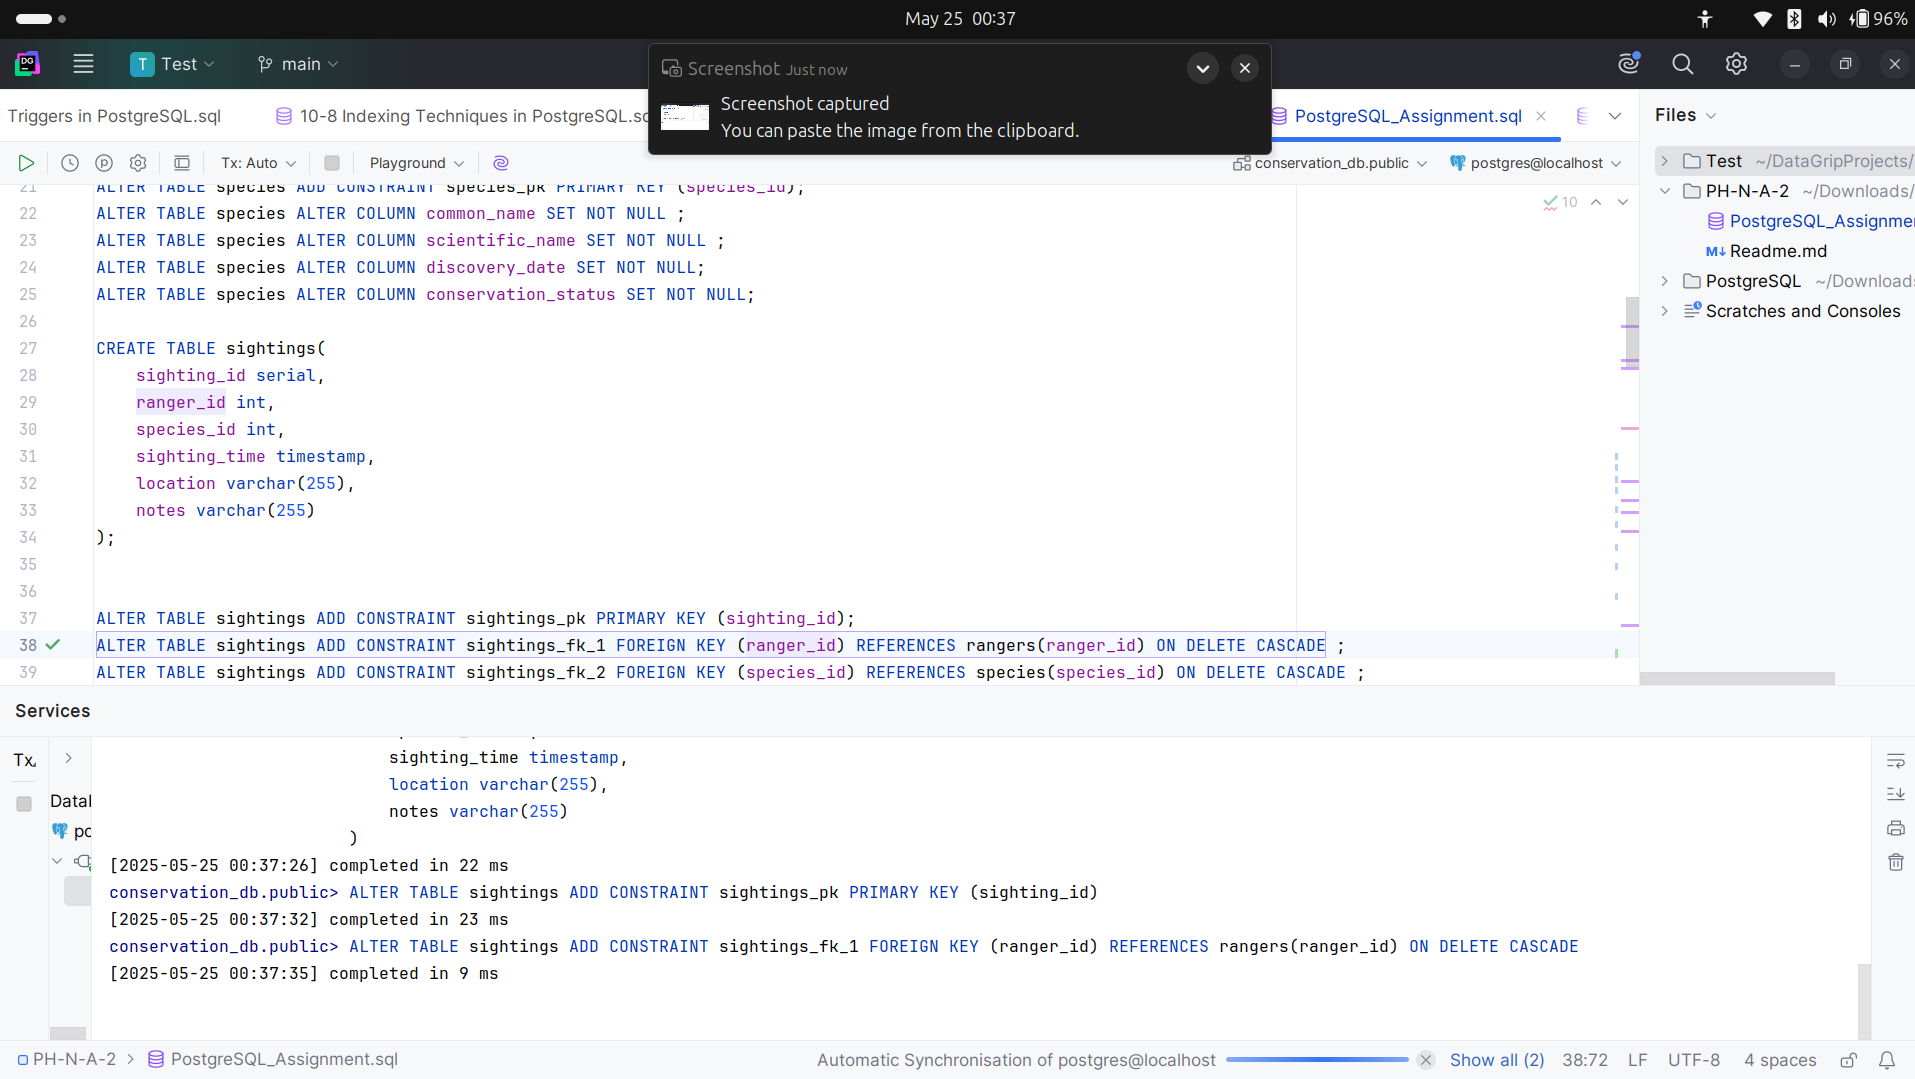 May 25 00:37
96%
DG
T Test
main
Screenshot Just now
Screenshot captured
You can paste the image from the clipboard.
Triggers in PostgreSQL.sql
10-8 Indexing Techniques in PostgreSQL.sq
PostgreSQL_Assignment.sql
Files
Tx: Auto
Playground
conservation_db.public
postgres@localhost
Test ~/DataGripProjects/
PH-N-A-2 ~/Downloads/
PostgreSQL_Assignmen
M↓ Readme.md
PostgreSQL ~/Downloads
Scratches and Consoles
10
21 ALTER TABLE species ADD CONSTRAINT species_pk PRIMARY KEY (species_id);
22 ALTER TABLE species ALTER COLUMN common_name SET NOT NULL ;
23 ALTER TABLE species ALTER COLUMN scientific_name SET NOT NULL ;
24 ALTER TABLE species ALTER COLUMN discovery_date SET NOT NULL;
25 ALTER TABLE species ALTER COLUMN conservation_status SET NOT NULL;
26
27 CREATE TABLE sightings(
28 sighting_id serial,
29 ranger_id int,
30 species_id int,
31 sighting_time timestamp,
32 location varchar(255),
33 notes varchar(255)
34 );
35
36
37 ALTER TABLE sightings ADD CONSTRAINT sightings_pk PRIMARY KEY (sighting_id);
38 ALTER TABLE sightings ADD CONSTRAINT sightings_fk_1 FOREIGN KEY (ranger_id) REFERENCES rangers(ranger_id) ON DELETE CASCADE ;
39 ALTER TABLE sightings ADD CONSTRAINT sightings_fk_2 FOREIGN KEY (species_id) REFERENCES species(species_id) ON DELETE CASCADE ;
Services
Tx
Datab
po
sighting_time timestamp,
location varchar(255),
notes varchar(255)
)
[2025-05-25 00:37:26] completed in 22 ms
conservation_db.public> ALTER TABLE sightings ADD CONSTRAINT sightings_pk PRIMARY KEY (sighting_id)
[2025-05-25 00:37:32] completed in 23 ms
conservation_db.public> ALTER TABLE sightings ADD CONSTRAINT sightings_fk_1 FOREIGN KEY (ranger_id) REFERENCES rangers(ranger_id) ON DELETE CASCADE
[2025-05-25 00:37:35] completed in 9 ms
PH-N-A-2 > PostgreSQL_Assignment.sql
Automatic Synchronisation of postgres@localhost
Show all (2)
38:72
LF
UTF-8
4 spaces